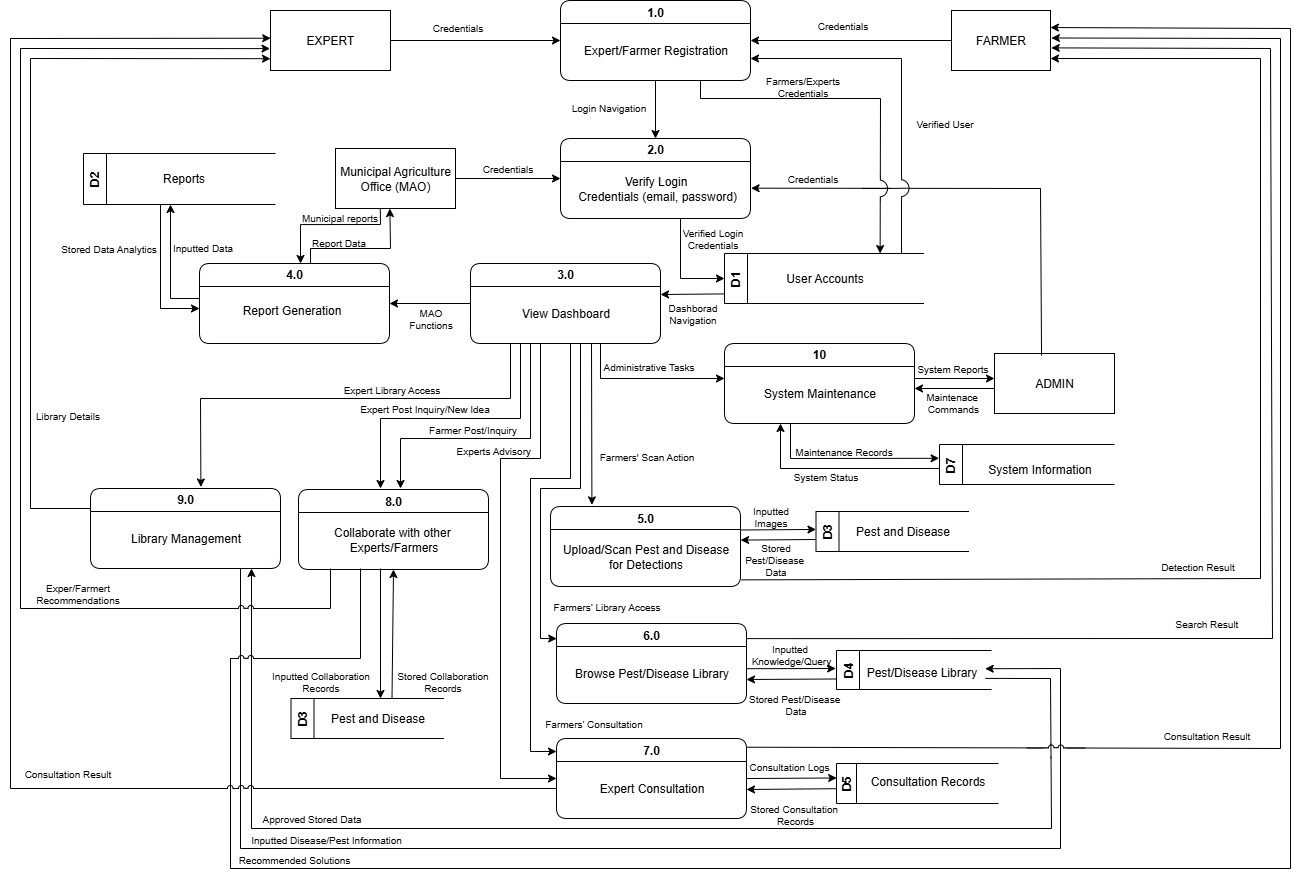 1.0
EXPERT
Credentials
Expert/Farmer Registration
Credentials
FARMER
Farmers/Experts
Credentials
Login Navigation
Verified User
2.0
D2
Reports
Municipal Agriculture
Office (MAO)
Credentials
Verify Login
Credentials (email, password)
Credentials
Municipal reports
Report Data
Stored Data Analytics
Inputted Data
Verified Login
Credentials
4.0
Report Generation
3.0
View Dashboard
D1
User Accounts
MAO
Functions
Dashborad
Navigation
10
System Maintenance
Administrative Tasks
System Reports
Maintenace
Commands
ADMIN
Expert Library Access
Expert Post Inquiry/New Idea
Farmer Post/Inquiry
Experts Advisory
Library Details
Farmers' Scan Action
Maintenance Records
System Status
D7
System Information
9.0
Library Management
8.0
Collaborate with other
Experts/Farmers
5.0
Upload/Scan Pest and Disease
for Detections
Inputted
Images
Stored
Pest/Disease
Data
D3
Pest and Disease
Detection Result
Exper/Farmert
Recommendations
Farmers' Library Access
6.0
Browse Pest/Disease Library
Search Result
Inputted
Knowledge/Query
D4
Pest/Disease Library
Stored Pest/Disease
Data
Inputted Collaboration
Records
Stored Collaboration
Records
D3
Pest and Disease
Farmers' Consultation
7.0
Expert Consultation
Consultation Result
Consultation Result
Consultation Logs
D5
Consultation Records
Stored Consultation
Records
Approved Stored Data
Inputted Disease/Pest Information
Recommended Solutions